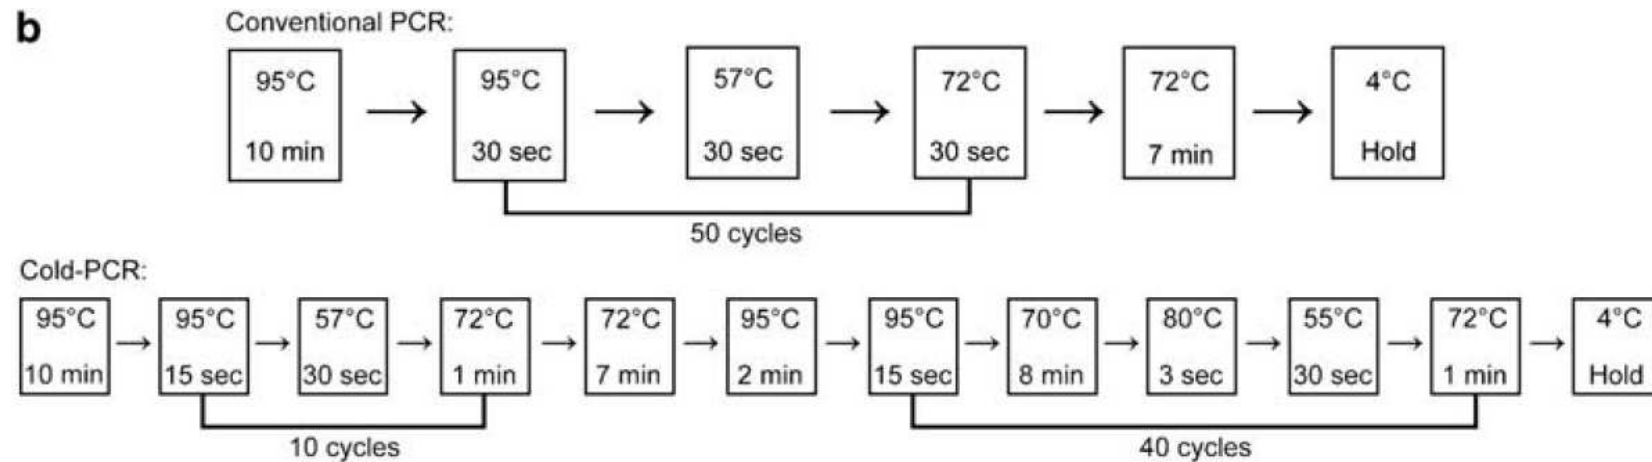 b
Conventional PCR:
95°C 95°C 57°C 72°C 72°C 4°C
10 min 30 sec 30 sec 30 sec 7 min Hold
50 cycles
Cold-PCR:
95°C 95°C 57°C 72°C 72°C 95°C 95°C 70°C 80°C 55°C 72°C 4°C
10 min 15 sec 30 sec 1 min 7 min 2 min 15 sec 8 min 3 sec 30 sec 1 min Hold
10 cycles 40 cycles